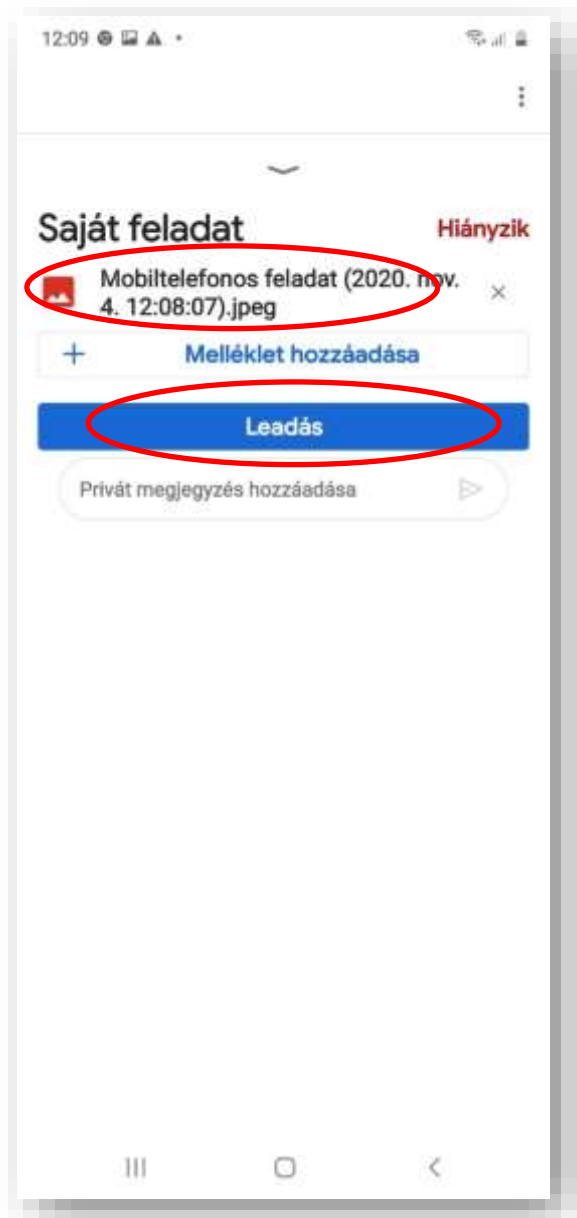 12:09
Saját feladat
Hiányzik
Mobiltelefonos feladat (2020. nov.
4. 12:08:07).jpeg
+ Melléklet hozzáadása
Leadás
Privát megjegyzés hozzáadása